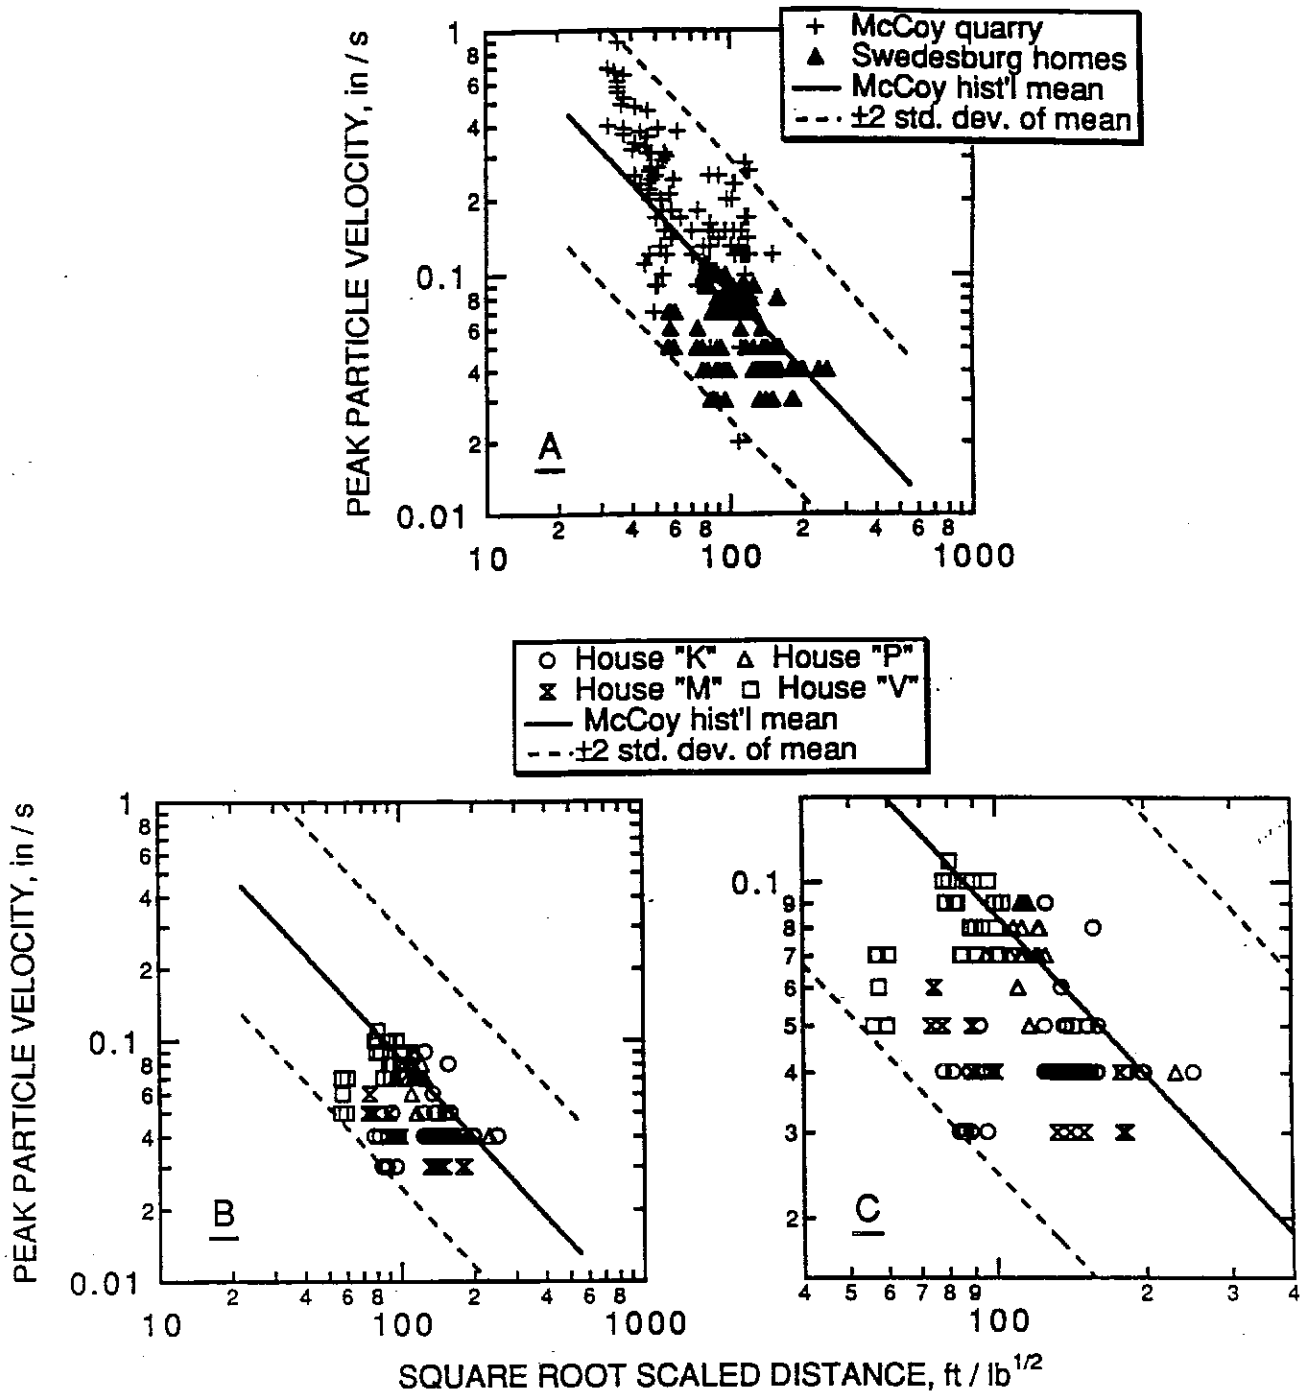 + McCoy quarry
▲ Swedesburg homes
McCoy hist'l mean
±2 std. dev. of mean
PEAK PARTICLE VELOCITY, in / s
1
8
6
4
2
0.1
8
6
4
2
0.01
A
10 2 4 6 8 100 2 4 6 8 1000
House "K" House "P"
House "M" House "V"
McCoy hist'l mean
±2 std. dev. of mean
PEAK PARTICLE VELOCITY, in / s
1
8
6
4
2
0.1
8
6
4
2
0.01
B
10 2 4 6 8 100 2 4 6 8 1000
0.1
9
8
7
6
5
4
3
2
C
4 5 6 7 8 9 100 2 3 4
SQUARE ROOT SCALED DISTANCE, ft / lb1/2